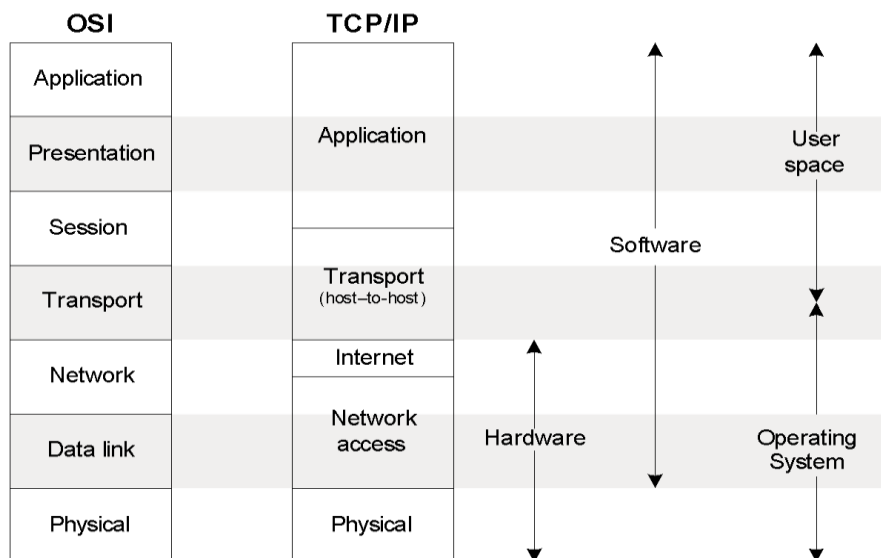 OSI
TCP/IP
Application
Presentation
Session
Transport
Network
Data link
Physical
Application
Transport
(host–to-host)
Internet
Network
access
Physical
Hardware
Software
User
space
Operating
System